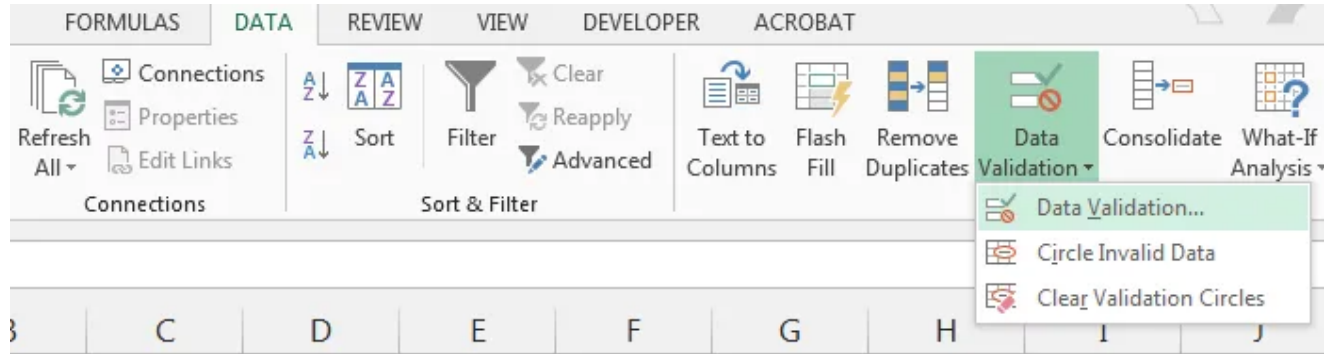 FORMULAS DATA REVIEW VIEW DEVELOPER ACROBAT
Connections
Properties
Edit Links
Refresh
All
Connections
A
Z
Z A
A Z
Z
A
Sort
Filter
Clear
Reapply
Advanced
Sort & Filter
Text to
Columns
Flash
Fill
Remove
Duplicates
Data
Validation
Consolidate
What-If
Analysis
Data Validation...
Circle Invalid Data
Clear Validation Circles
C D E F G H I J